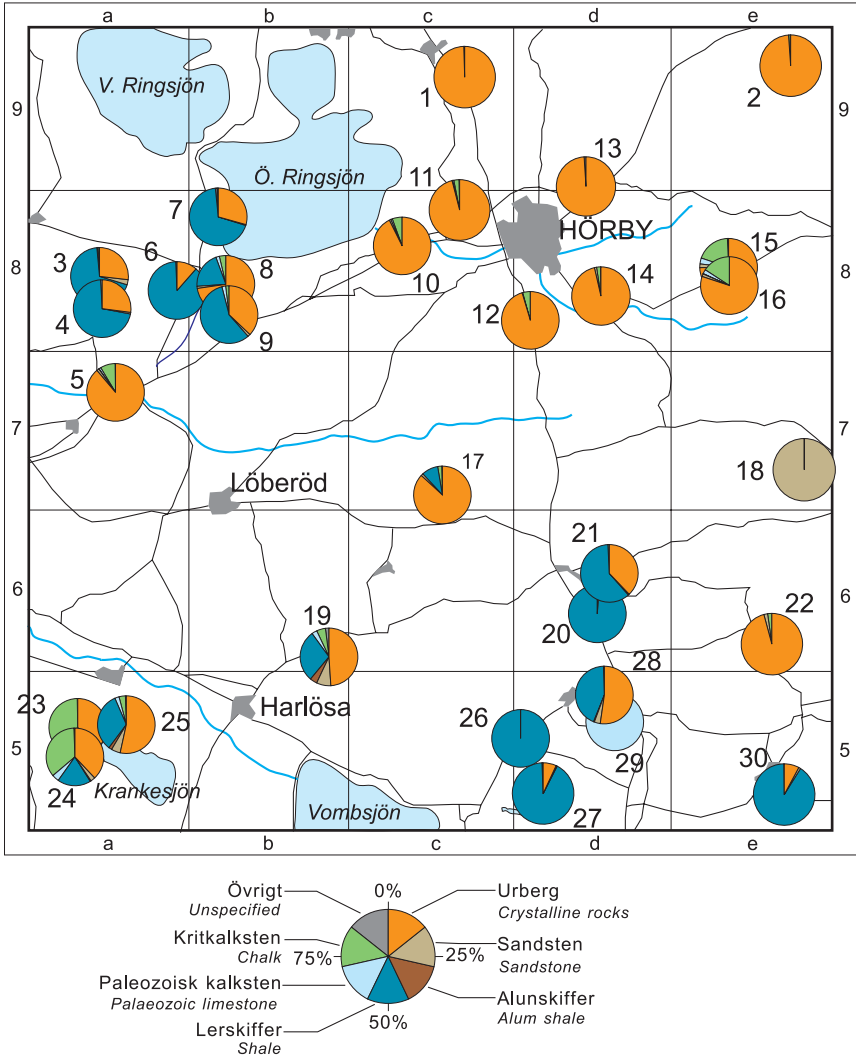 a b c d e
9 9
V. Ringsjön
1
2
13
Ö. Ringsjön
11
7
HÖRBY
15
3
6
8
8 8
10
14
16
4
12
9
5
7 7
17
18
Löberöd
21
6 6
19
20
22
28
23
25
Harlösa
26
5 5
29
30
24
Krankesjön
Vombsjön
27
a b c d e
Övrigt 0% Urberg
Unspecified Crystalline rocks
Kritkalksten Sandsten
Chalk 75% 25% Sandstone
Paleozoisk kalksten Alunskiffer
Palaeozoic limestone Alum shale
Lerskiffer 50%
Shale